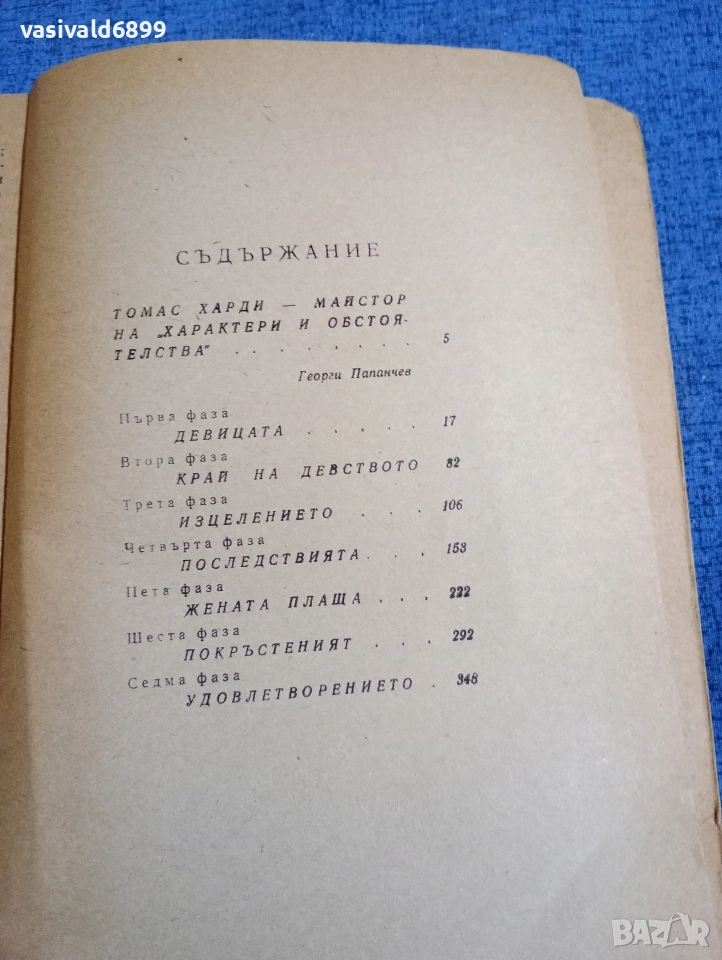 vasivald6899
СЪДЪРЖАНИЕ
ТОМАС ХАРДИ — МАЙСТОР
НА „ХАРАКТЕРИ И ОБСТОЯ-
ТЕЛСТВА" . . . . . . . . 5
Георги Папанчев
Първа фаза
ДЕВИЦАТА . . . . . 17
Втора фаза
КРАЙ НА ДЕВСТВОТО 82
Трета фаза
ИЗЦЕЛЕНИЕТО . . . 106
Четвърта фаза
ПОСЛЕДСТВИЯТА . . . 153
Пета фаза
ЖЕНАТА ПЛАЩА . . . 222
Шеста фаза
ПОКРЪСТЕНИЯТ . . . 292
Седма фаза
УДОВЛЕТВОРЕНИЕТО . 348
BAZAR